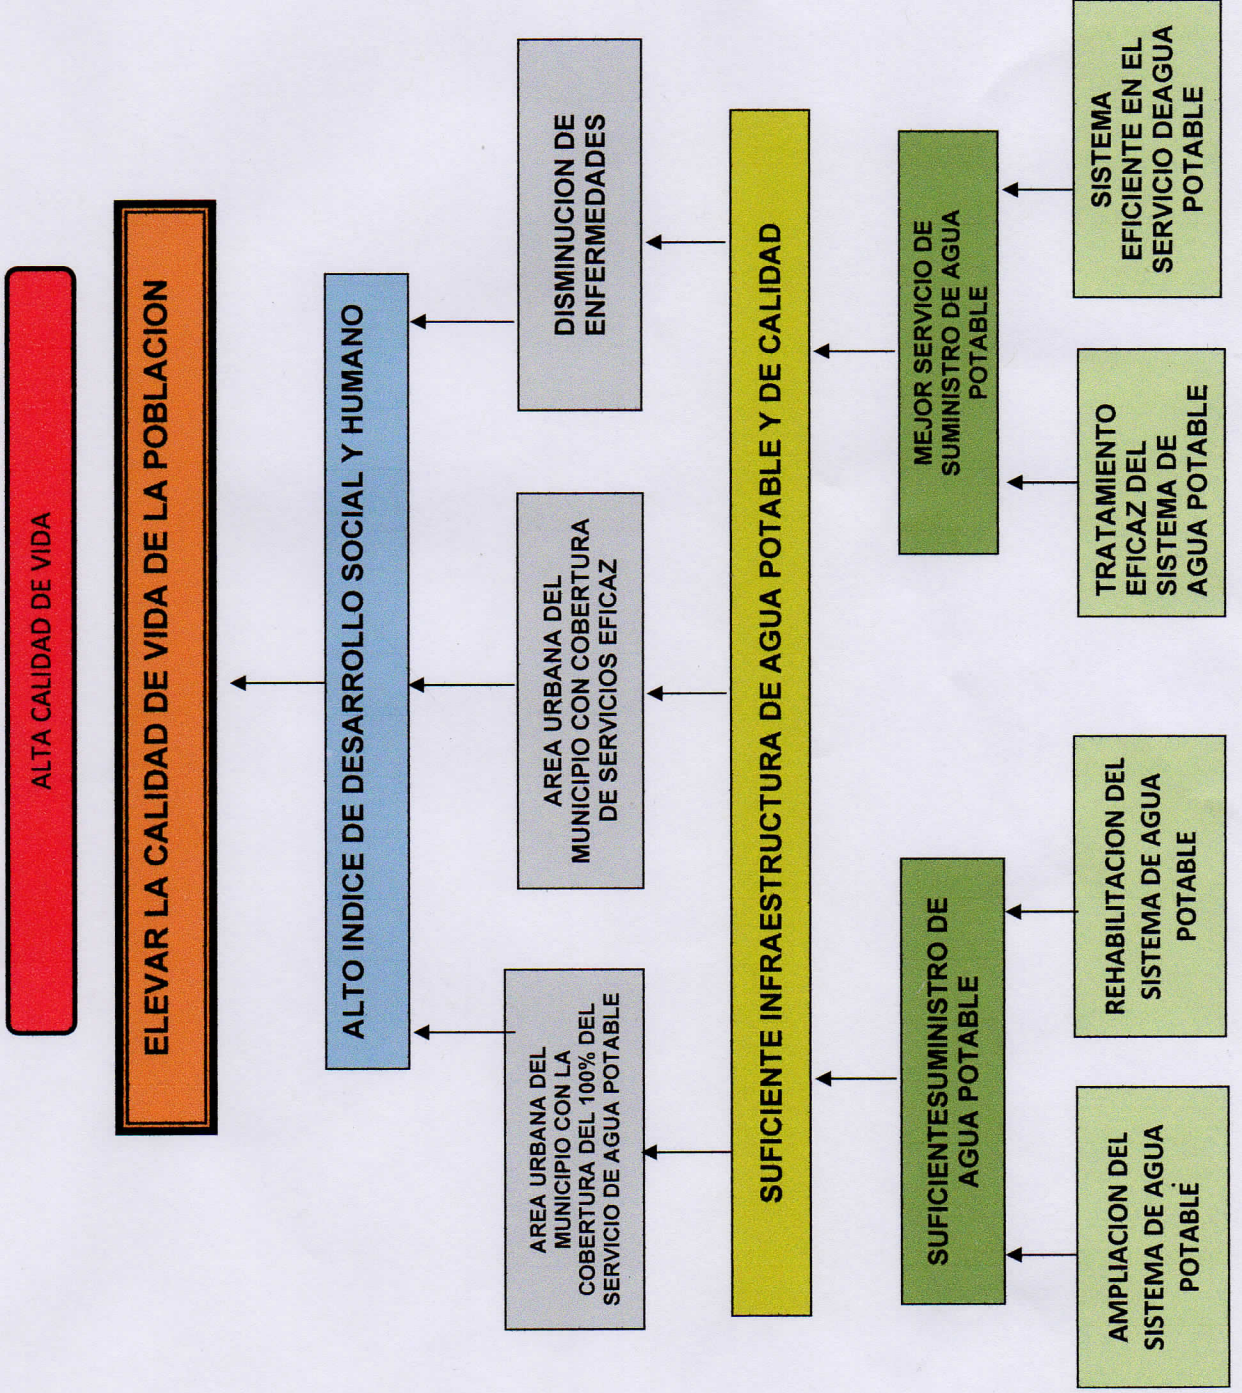 ALTA CALIDAD DE VIDA
ELEVAR LA CALIDAD DE VIDA DE LA POBLACION
ALTO INDICE DE DESARROLLO SOCIAL Y HUMANO
AREA URBANA DEL
MUNICIPIO CON LA
COBERTURA DEL 100% DEL
SERVICIO DE AGUA POTABLE
AREA URBANA DEL
MUNICIPIO CON COBERTURA
DE SERVICIOS EFICAZ
DISMINUCION DE
ENFERMEDADES
SUFICIENTE INFRAESTRUCTURA DE AGUA POTABLE Y DE CALIDAD
SUFICIENTESUMINISTRO DE
AGUA POTABLE
MEJOR SERVICIO DE
SUMINISTRO DE AGUA
POTABLE
AMPLIACION DEL
SISTEMA DE AGUA
POTABLE
REHABILITACION DEL
SISTEMA DE AGUA
POTABLE
TRATAMIENTO
EFICAZ DEL
SISTEMA DE
AGUA POTABLE
SISTEMA
EFICIENTE EN EL
SERVICIO DEAGUA
POTABLE